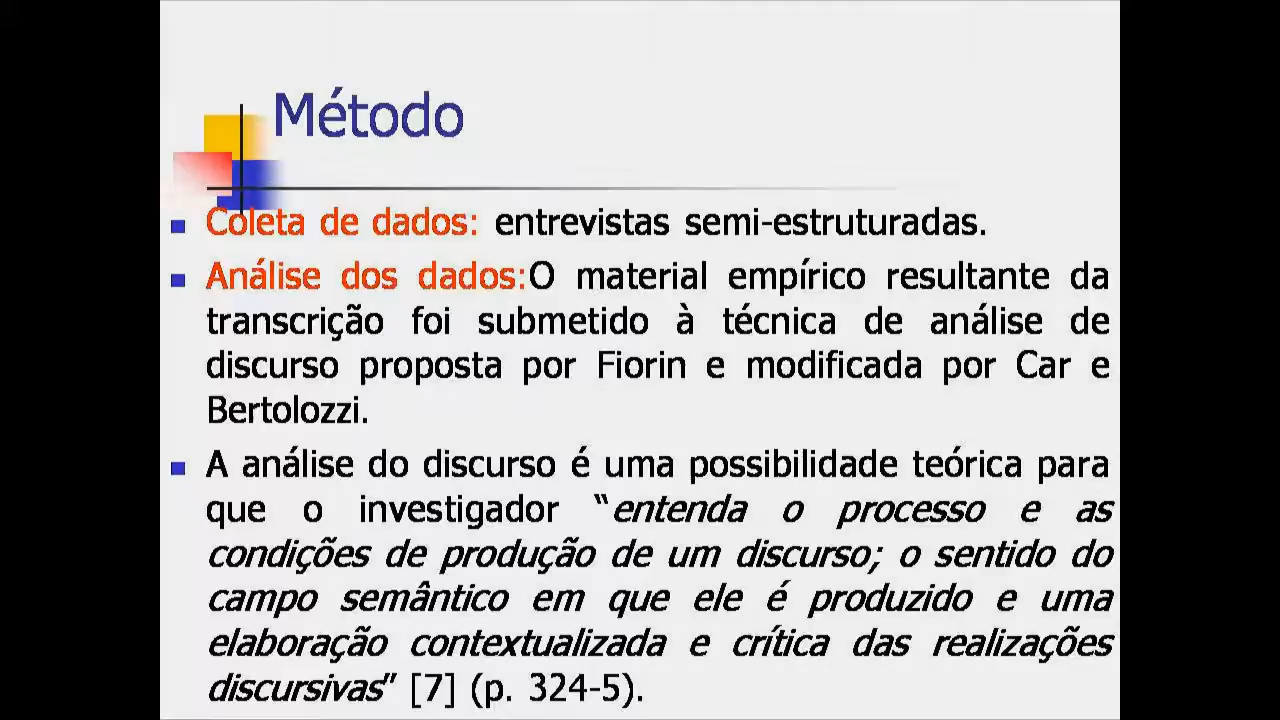 Método
Coleta de dados: entrevistas semi-estruturadas.
Análise dos dados:O material empírico resultante da
transcrição foi submetido à técnica de análise de
discurso proposta por Fiorin e modificada por Car e
Bertolozzi.
A análise do discurso é uma possibilidade teórica para
que o investigador “entenda o processo e as
condições de produção de um discurso; o sentido do
campo semântico em que ele é produzido e uma
elaboração contextualizada e crítica das realizações
discursivas” [7] (p. 324-5).